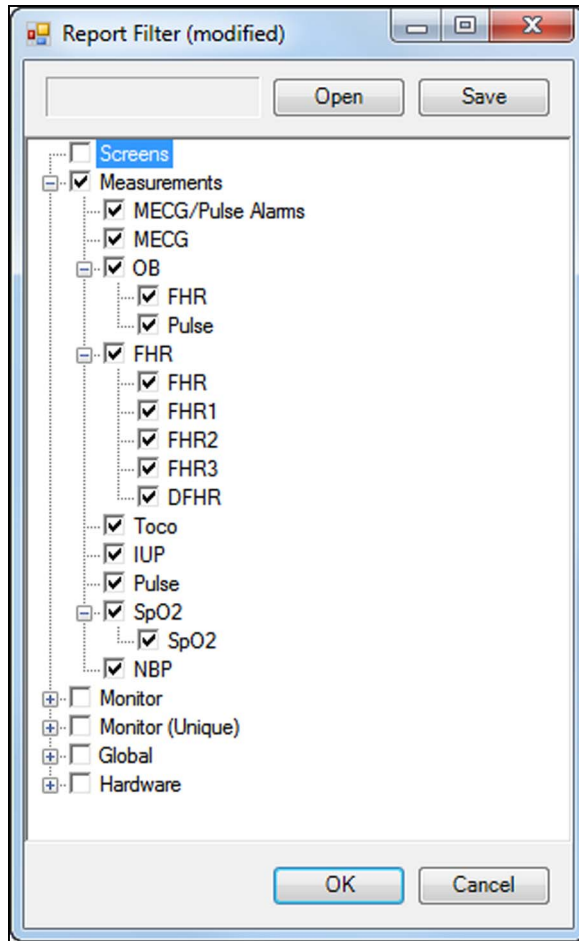 Report Filter (modified)
Open Save
Screens
Measurements
MECG/Pulse Alarms
MECG
OB
FHR
Pulse
FHR
FHR
FHR1
FHR2
FHR3
DFHR
Toco
IUP
Pulse
SpO2
SpO2
NBP
Monitor
Monitor (Unique)
Global
Hardware
OK Cancel